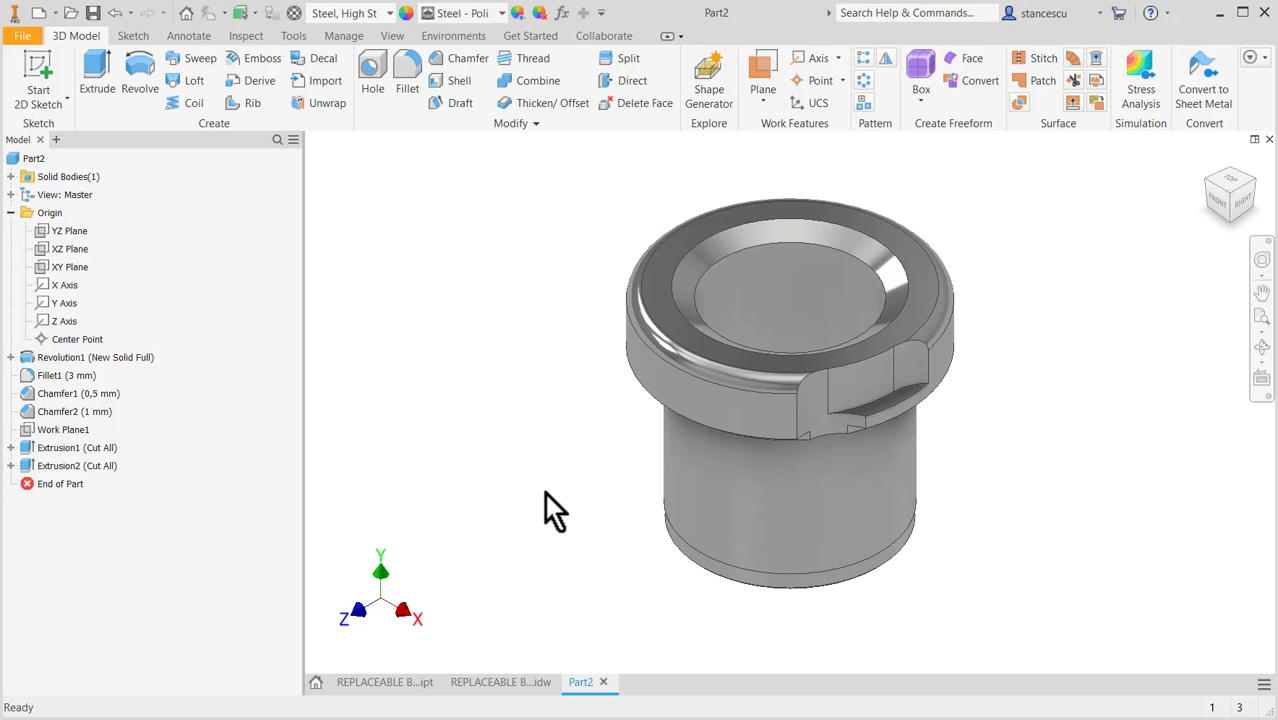 PRO
Steel, High St
Steel - Poli
Part2
Search Help & Commands...
stancescu
File
3D Model
Sketch
Annotate
Inspect
Tools
Manage
View
Environments
Get Started
Collaborate
Start
2D Sketch
Extrude
Revolve
Sweep
Emboss
Decal
Loft
Derive
Import
Coil
Rib
Unwrap
Hole
Fillet
Chamfer
Thread
Split
Shell
Combine
Direct
Draft
Thicken/ Offset
Delete Face
Shape
Generator
Plane
Axis
Point
UCS
Box
Face
Convert
Stitch
Patch
Stress
Analysis
Convert to
Sheet Metal
Sketch
Create
Modify
Explore
Work Features
Pattern
Create Freeform
Surface
Simulation
Convert
Model
Part2
Solid Bodies(1)
View: Master
Origin
YZ Plane
XZ Plane
XY Plane
X Axis
Y Axis
Z Axis
Center Point
Revolution1 (New Solid Full)
Fillet1 (3 mm)
Chamfer1 (0,5 mm)
Chamfer2 (1 mm)
Work Plane1
Extrusion1 (Cut All)
Extrusion2 (Cut All)
End of Part
TOP
FRONT
RIGHT
Y
Z
X
REPLACEABLE B...ipt
REPLACEABLE B...idw
Part2
Ready
1
3